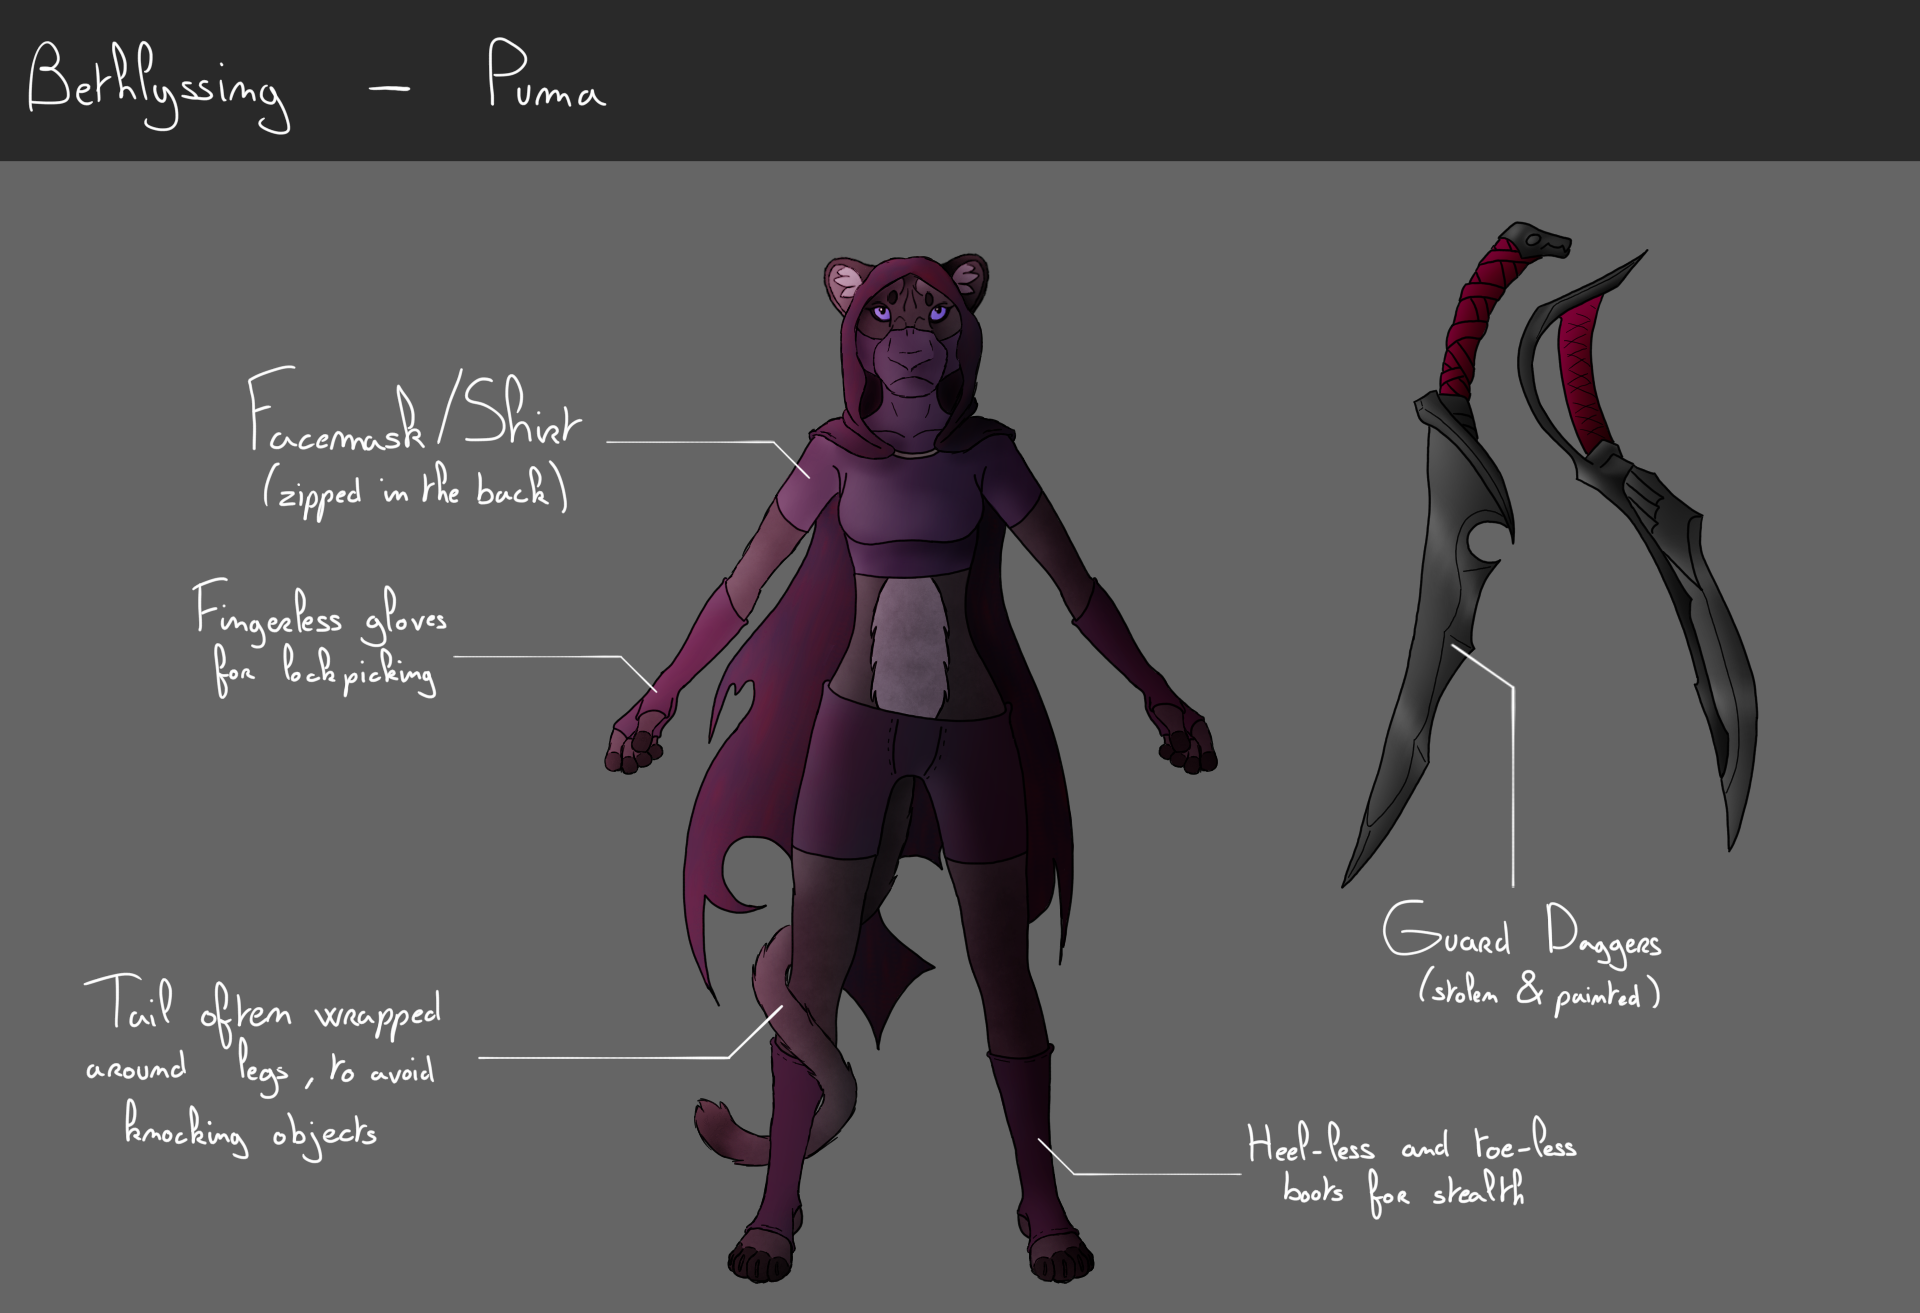 Bethlyssing - Puma
Facemask/Shirt
(zipped in the back)
Fingerless gloves
for lockpicking
Tail often wrapped
around legs, to avoid
knocking objects
Guard Daggers
(stolen & painted)
Heel-less and toe-less
boots for stealth